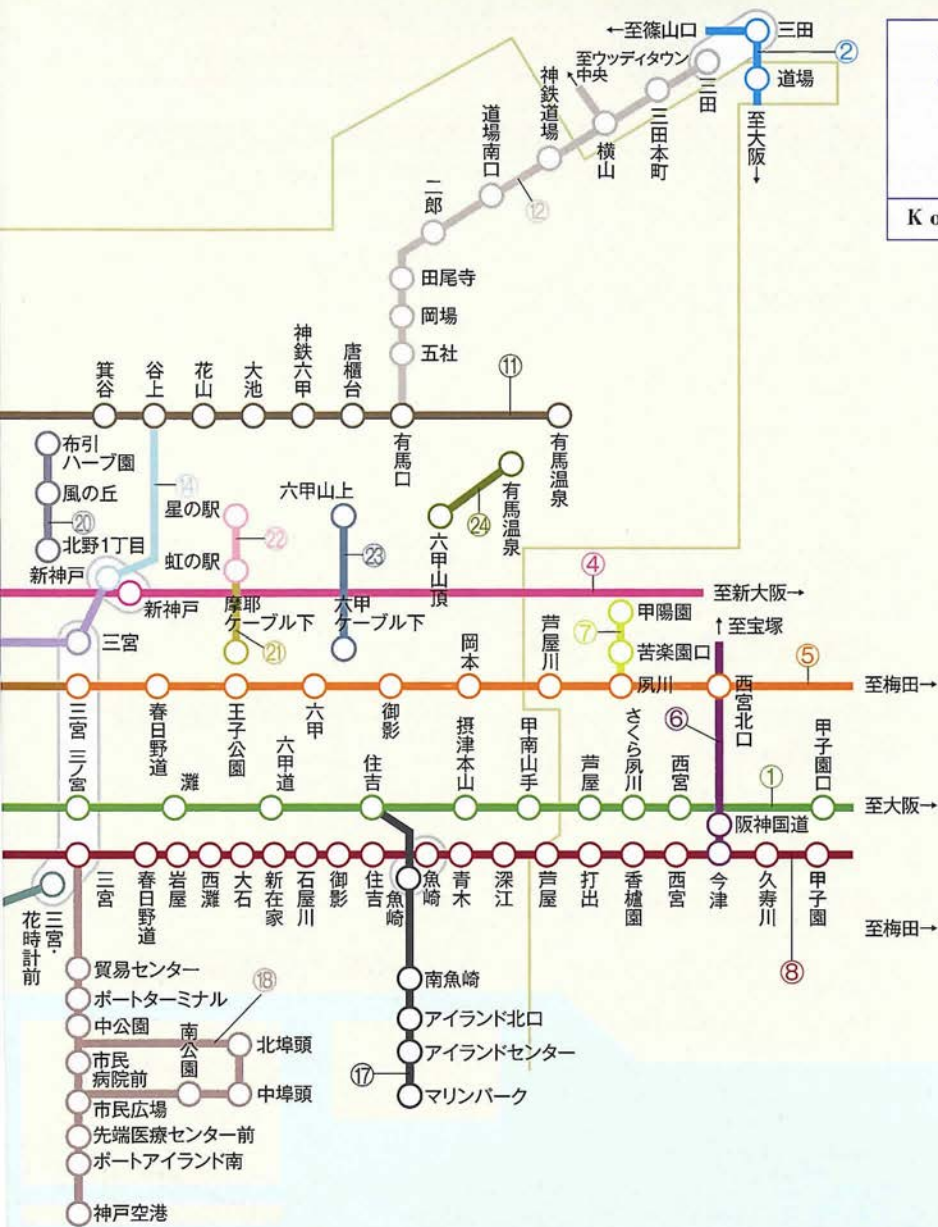 ←至篠山口
三田
②
道場
至大阪↓
至ウッディタウン中央
三田
三田本町
横山
神鉄道場
道場南口
⑫
二郎
田尾寺
岡場
五社
K o
箕谷
谷上
花山
大池
神鉄六甲
唐櫃台
有馬口
⑪
有馬温泉
布引
ハーブ園
風の丘
⑳
北野1丁目
⑭
星の駅
㉒
虹の駅
六甲山上
㉓
六甲山頂
㉔
有馬温泉
新神戸
新神戸
④
至新大阪→
三宮
摩耶
ケーブル下
㉑
六甲
ケーブル下
甲陽園
⑦
苦楽園口
↑至宝塚
三宮
春日野道
王子公園
六甲
御影
岡本
芦屋川
夙川
西宮北口
⑤
至梅田→
⑥
三ノ宮
灘
六甲道
住吉
摂津本山
甲南山手
芦屋
さくら夙川
西宮
①
甲子園口
至大阪→
阪神国道
三宮・
花時計前
三宮
春日野道
岩屋
西灘
大石
新在家
石屋川
御影
住吉
魚崎
魚崎
青木
深江
芦屋
打出
香櫨園
西宮
今津
久寿川
甲子園
⑧
至梅田→
貿易センター
ポートターミナル
中公園
⑱
南公園
北埠頭
市民
病院前
中埠頭
市民広場
先端医療センター前
ポートアイランド南
神戸空港
南魚崎
アイランド北口
アイランドセンター
⑰
マリンパーク